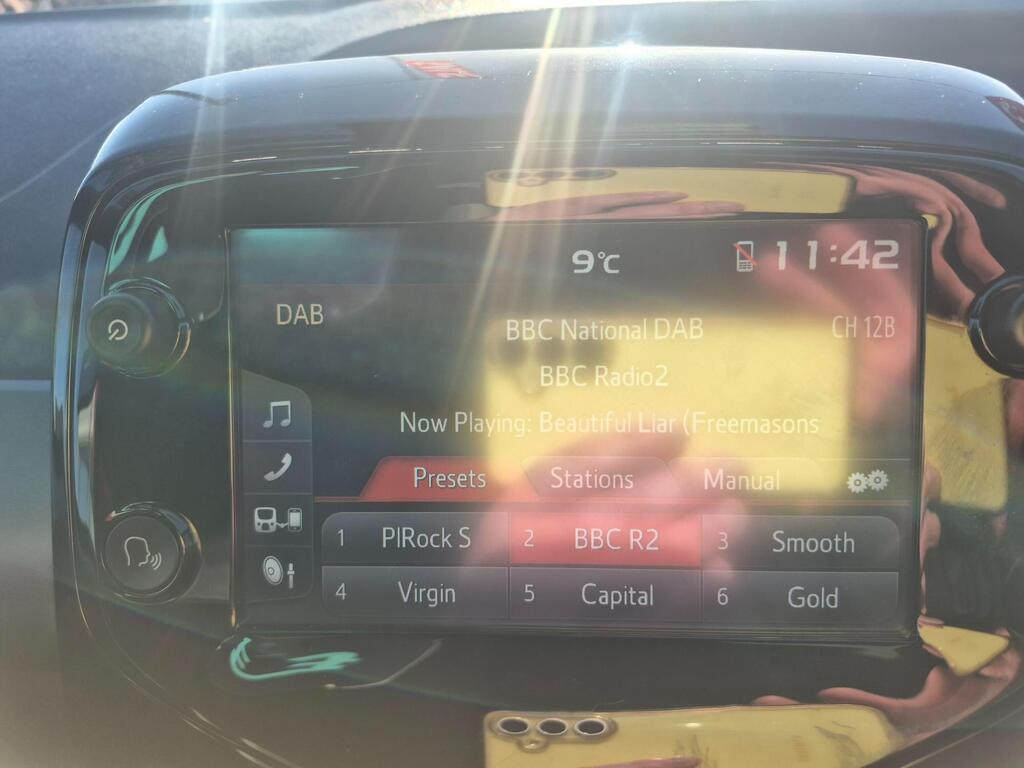 9°C 11:42
DAB
BBC National DAB CH 12B
BBC Radio2
Now Playing: Beautiful Liar (Freemasons
Presets Stations Manual
1 PlRock S 2 BBC R2 3 Smooth
4 Virgin 5 Capital 6 Gold